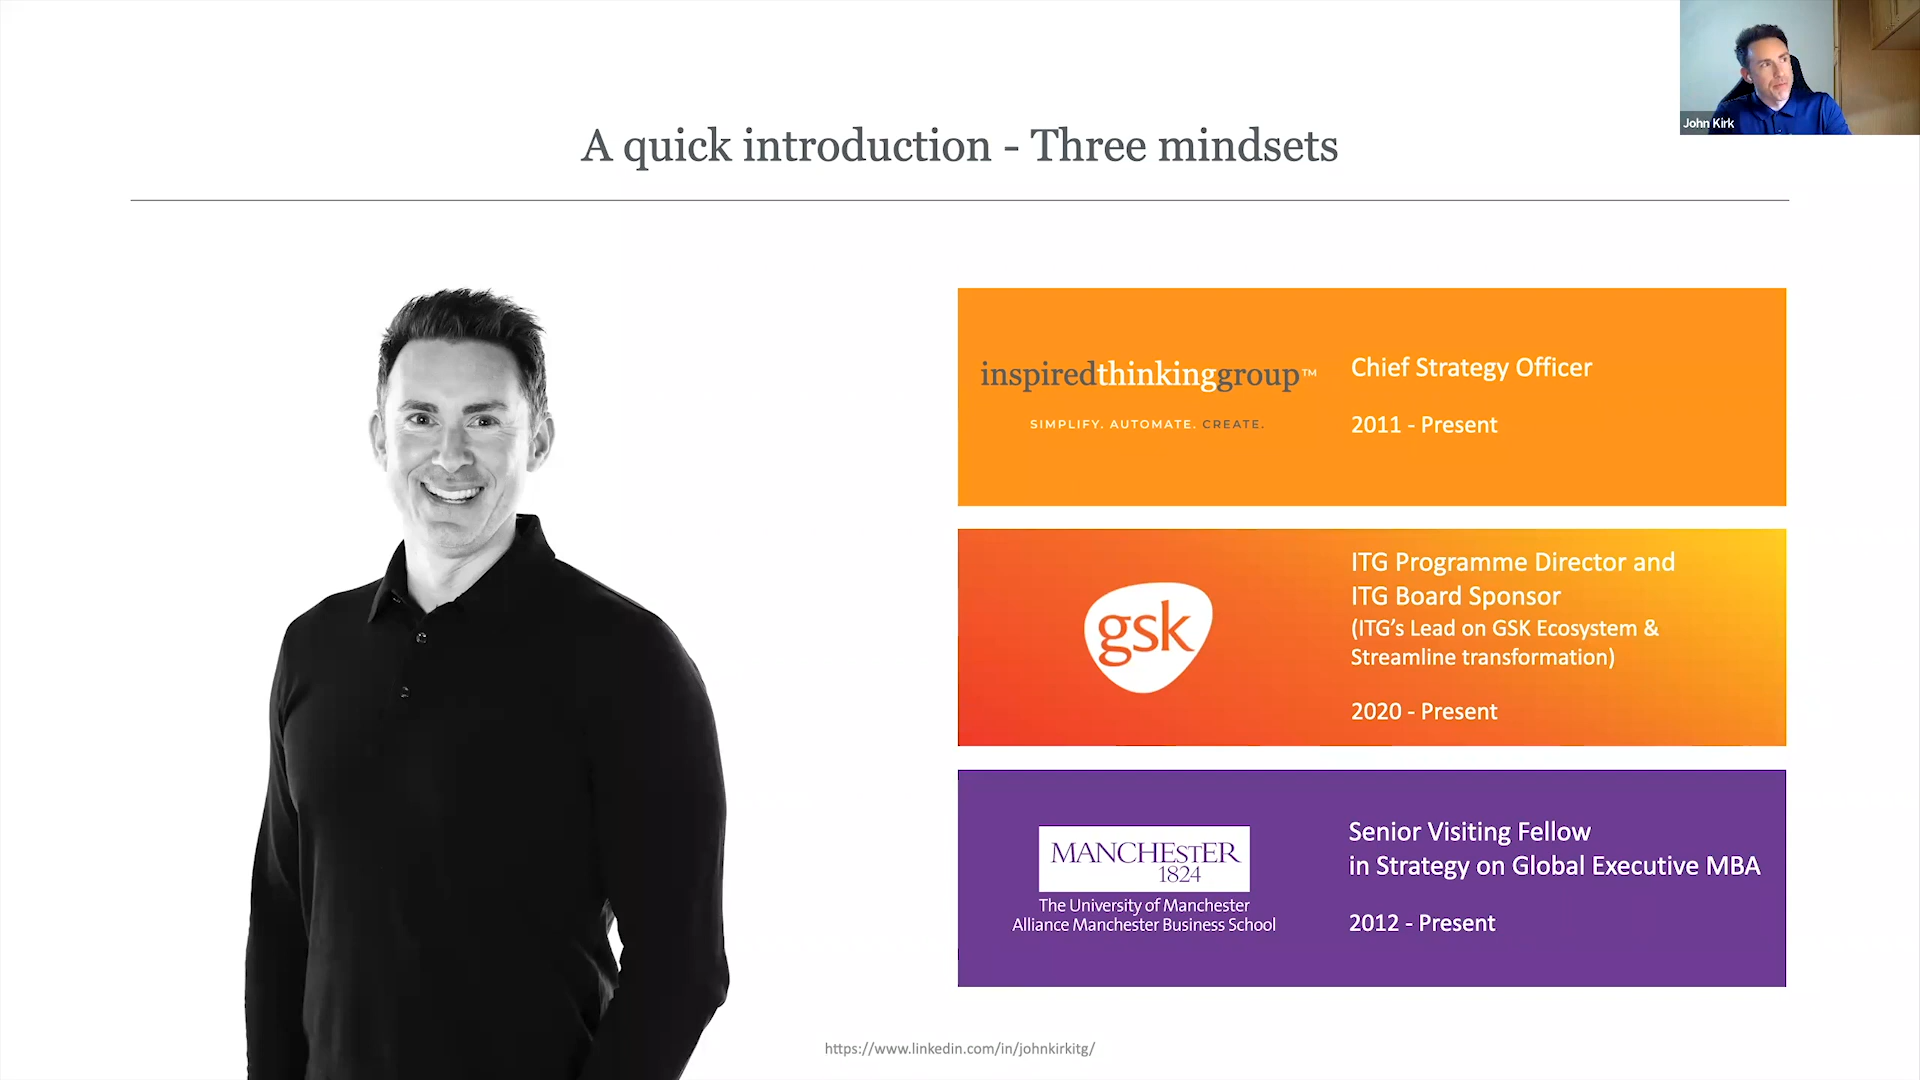 John Kirk
A quick introduction - Three mindsets
inspiredthinkinggroup™
SIMPLIFY. AUTOMATE. CREATE.
Chief Strategy Officer
2011 - Present
gsk
ITG Programme Director and
ITG Board Sponsor
(ITG’s Lead on GSK Ecosystem &
Streamline transformation)
2020 - Present
MANCHESTER
1824
The University of Manchester
Alliance Manchester Business School
Senior Visiting Fellow
in Strategy on Global Executive MBA
2012 - Present
https://www.linkedin.com/in/johnkirkitg/